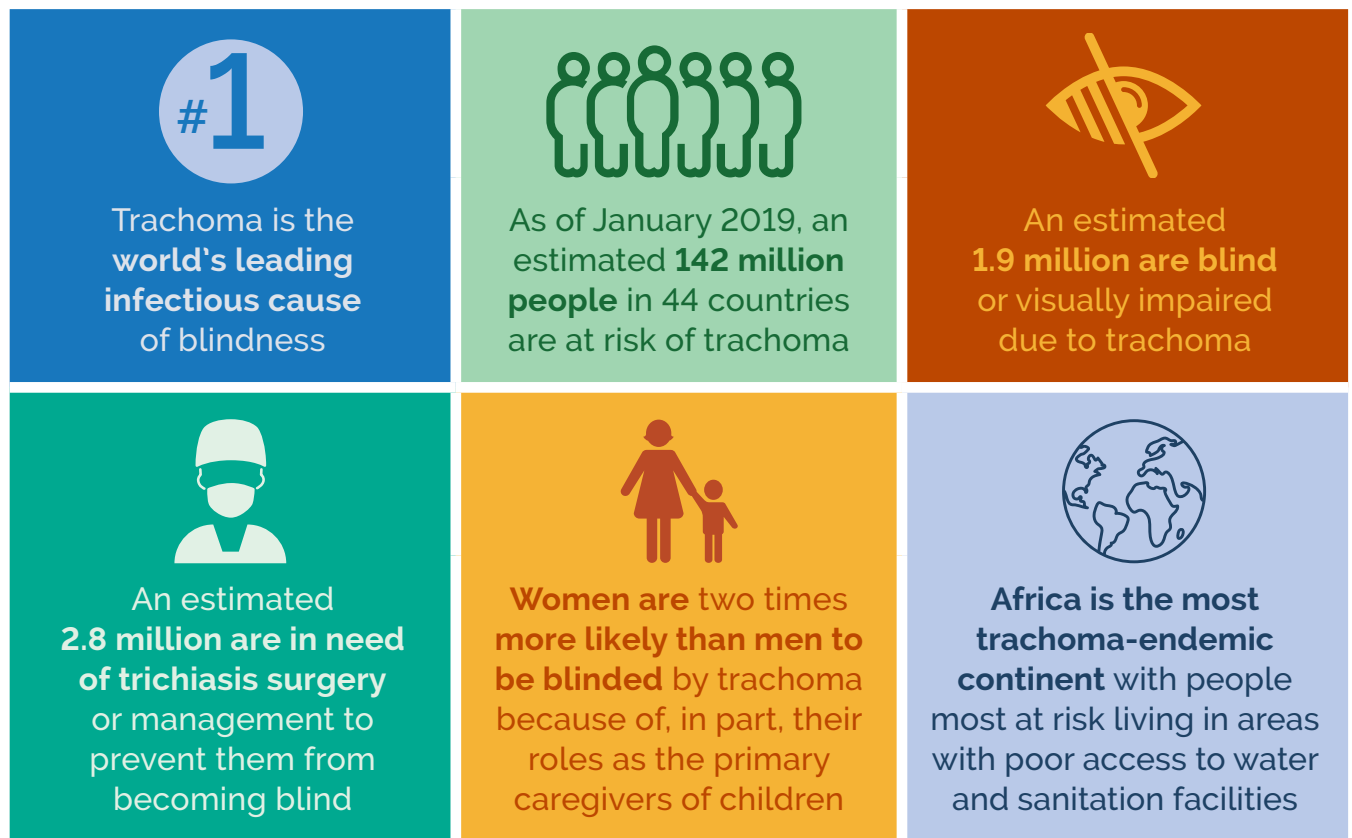 #1
Trachoma is the
world's leading
infectious cause
of blindness
As of January 2019, an
estimated 142 million
people in 44 countries
are at risk of trachoma
An estimated
1.9 million are blind
or visually impaired
due to trachoma
An estimated
2.8 million are in need
of trichiasis surgery
or management to
prevent them from
becoming blind
Women are two times
more likely than men to
be blinded by trachoma
because of, in part, their
roles as the primary
caregivers of children
Africa is the most
trachoma-endemic
continent with people
most at risk living in areas
with poor access to water
and sanitation facilities